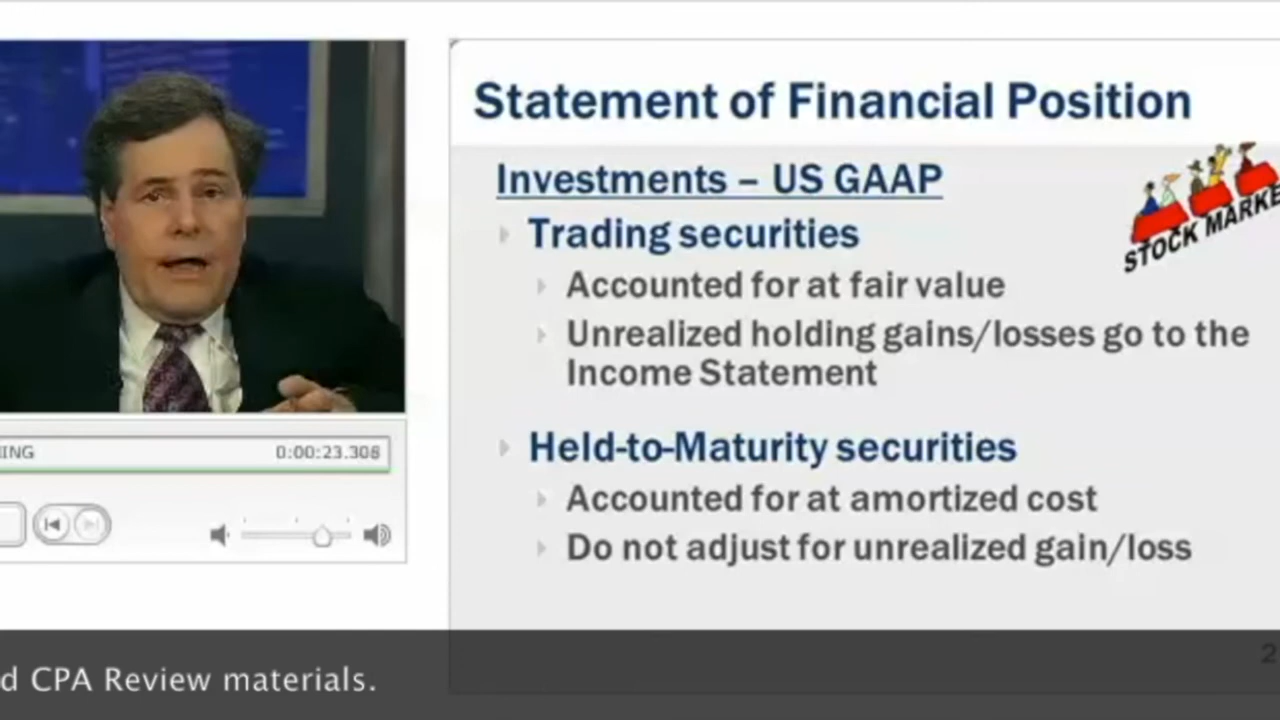 Statement of Financial Position
Investments – US GAAP
Trading securities
Accounted for at fair value
Unrealized holding gains/losses go to the
Income Statement
Held-to-Maturity securities
Accounted for at amortized cost
Do not adjust for unrealized gain/loss
STOCK MARKE
ING
0:00:23.308
2
d CPA Review materials.